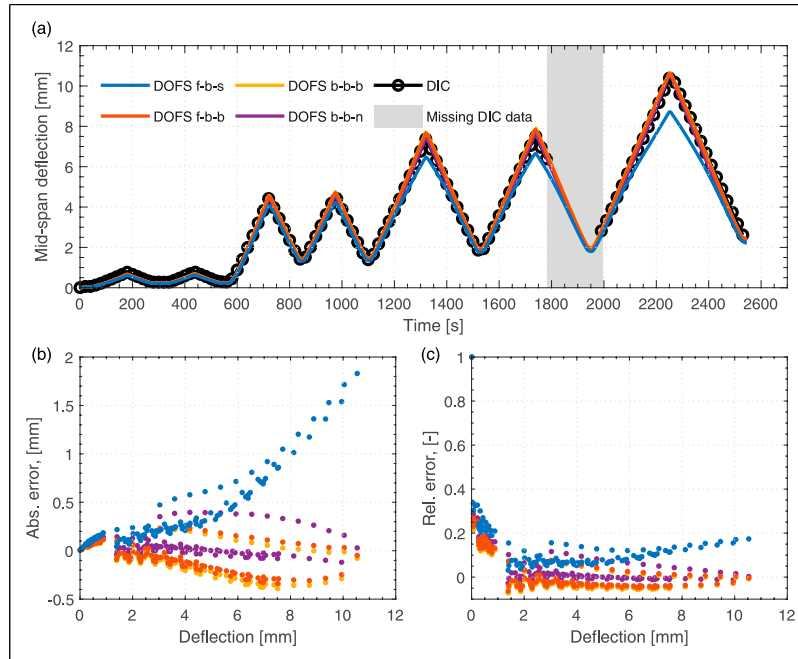 (a)
12
10
8
6
4
2
0
Mid-span deflection [mm]
DOFS f-b-s DOFS b-b-b DIC
DOFS f-b-b DOFS b-b-n Missing DIC data
0 200 400 600 800 1000 1200 1400 1600 1800 2000 2200 2400 2600
Time [s]
(b)
2
1.5
1
0.5
0
-0.5
Abs. error, [mm]
0 2 4 6 8 10 12
Deflection [mm]
(c)
1
0.8
0.6
0.4
0.2
0
Rel. error, [-]
0 2 4 6 8 10 12
Deflection [mm]